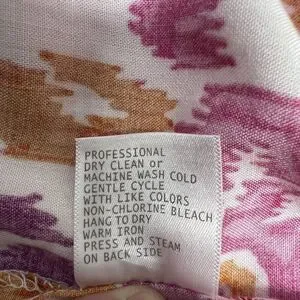 PROFESSIONAL
DRY CLEAN or
MACHINE WASH COLD
GENTLE CYCLE
WITH LIKE COLORS
NON-CHLORINE BLEACH
HANG TO DRY
WARM IRON
PRESS AND STEAM
ON BACK SIDE